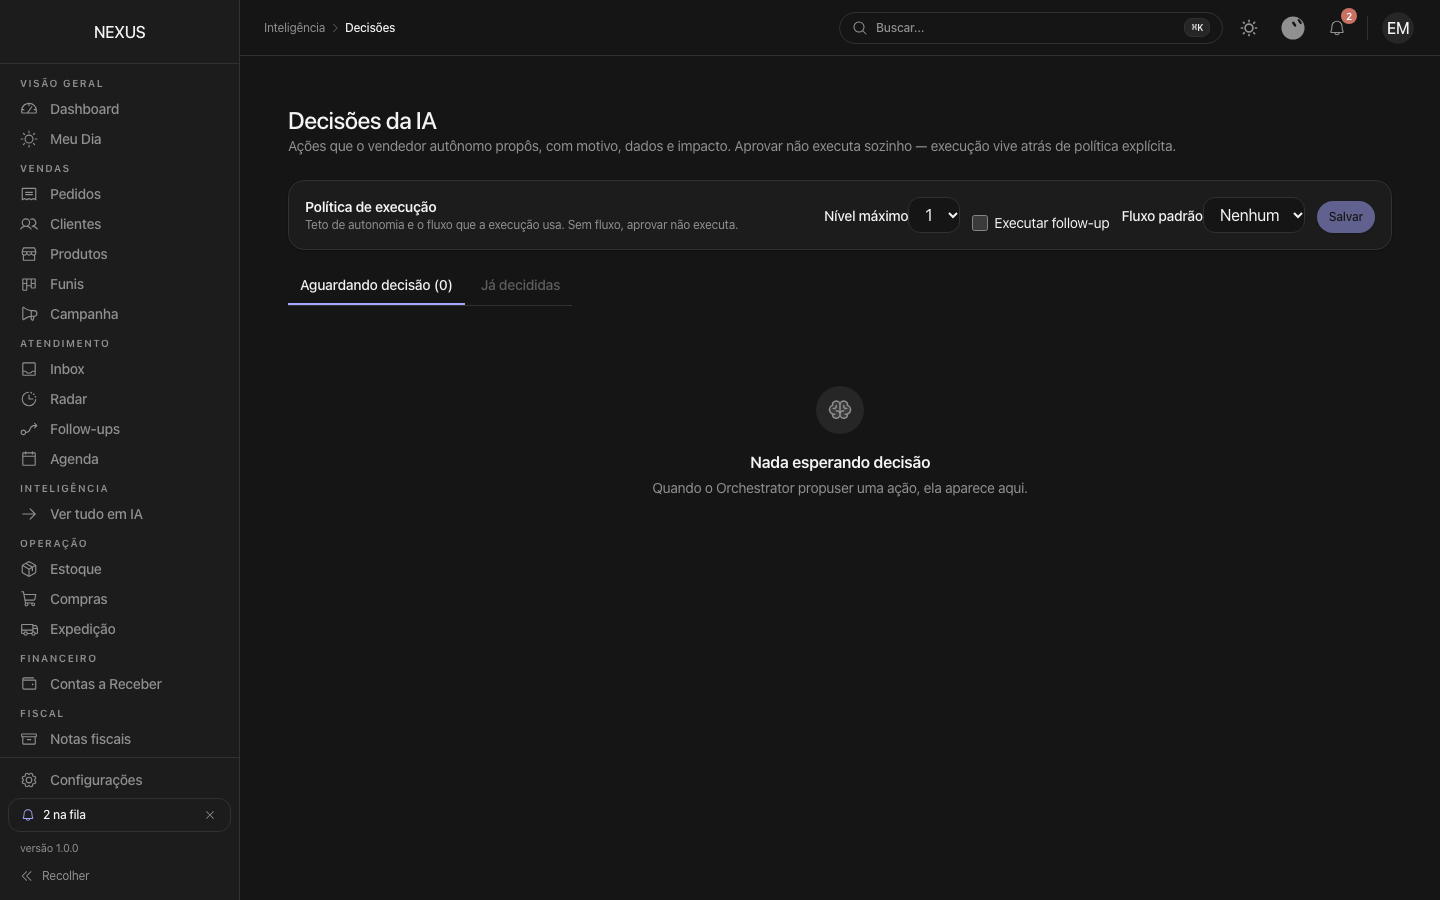 NEXUS
Inteligência > Decisões
Buscar...
⌘K
2
EM
VISÃO GERAL
Dashboard
Meu Dia
VENDAS
Pedidos
Clientes
Produtos
Funis
Campanha
ATENDIMENTO
Inbox
Radar
Follow-ups
Agenda
INTELIGÊNCIA
Ver tudo em IA
OPERAÇÃO
Estoque
Compras
Expedição
FINANCEIRO
Contas a Receber
FISCAL
Notas fiscais
Configurações
2 na fila
versão 1.0.0
Recolher
Decisões da IA
Ações que o vendedor autônomo propôs, com motivo, dados e impacto. Aprovar não executa sozinho — execução vive atrás de política explícita.
Política de execução
Teto de autonomia e o fluxo que a execução usa. Sem fluxo, aprovar não executa.
Nível máximo 1
Executar follow-up
Fluxo padrão Nenhum
Salvar
Aguardando decisão (0)
Já decididas
Nada esperando decisão
Quando o Orchestrator propuser uma ação, ela aparece aqui.